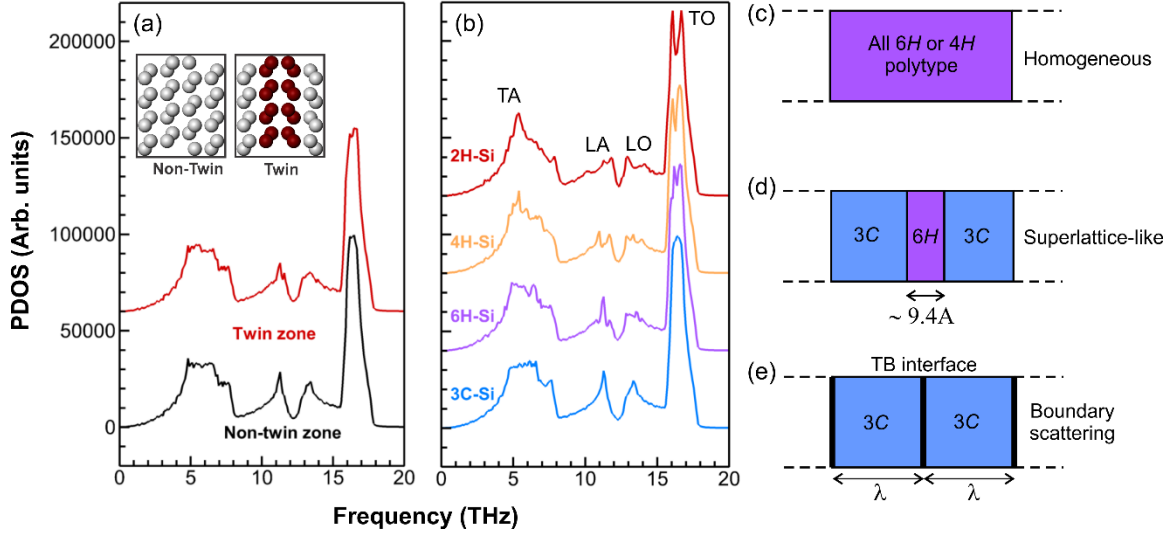 (a)
PDOS (Arb. units)
200000
150000
100000
50000
0
Non-Twin
Twin
Twin zone
Non-twin zone
0
5
10
15
20
(b)
TO
TA
LA
LO
2H-Si
4H-Si
6H-Si
3C-Si
0
5
10
15
20
Frequency (THz)
(c)
All 6H or 4H
polytype
Homogeneous
(d)
3C
6H
3C
Superlattice-like
~ 9.4A
(e)
TB interface
3C
3C
Boundary
scattering
λ
λ